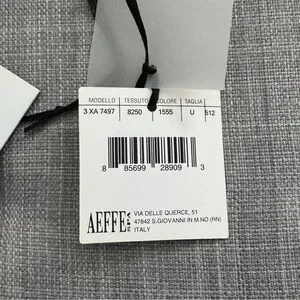 MODELLO TESSUTO COLORE TAGLIA
3 XA 7497 8250 1555 U 512
8 85699 28909 3
AEFFE SPA
VIA DELLE QUERCE, 51
47842 S.GIOVANNI IN M.NO (RN)
ITALY